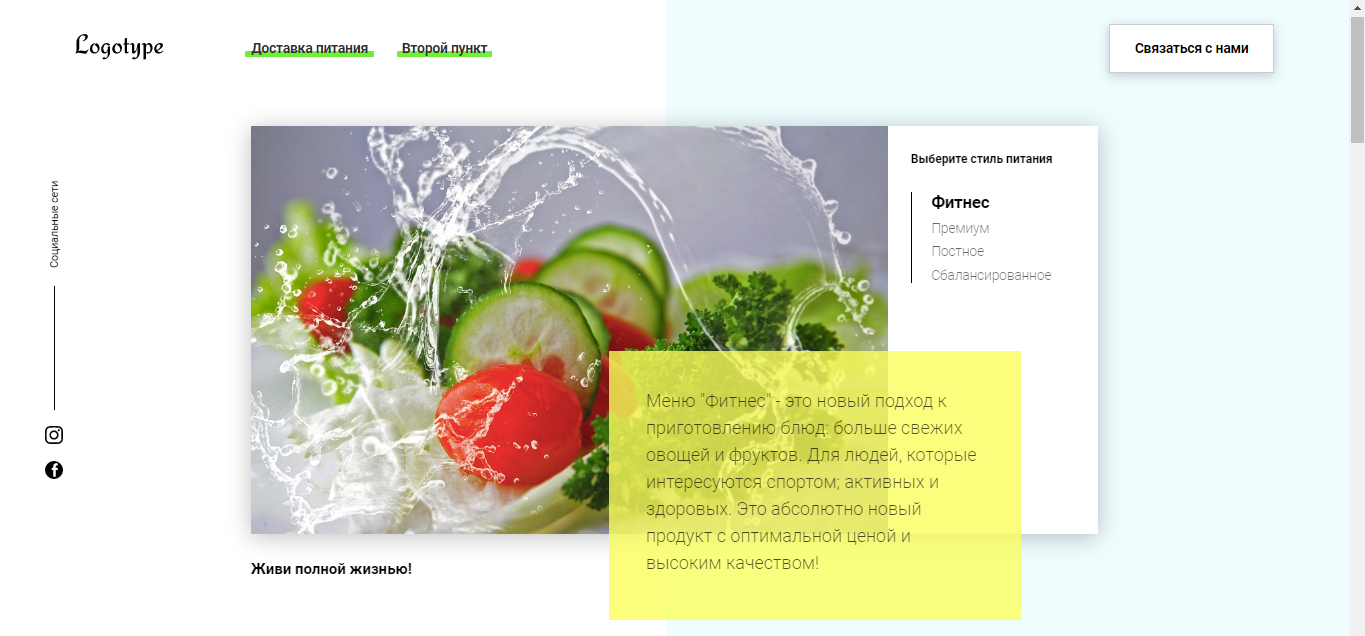 Logotype
Доставка питания
Второй пункт
Связаться с нами
Социальные сети
Выберите стиль питания
Фитнес
Премиум
Постное
Сбалансированное
Меню "Фитнес" - это новый подход к
приготовлению блюд: больше свежих
овощей и фруктов. Для людей, которые
интересуются спортом; активных и
здоровых. Это абсолютно новый
продукт с оптимальной ценой и
высоким качеством!
Живи полной жизнью!